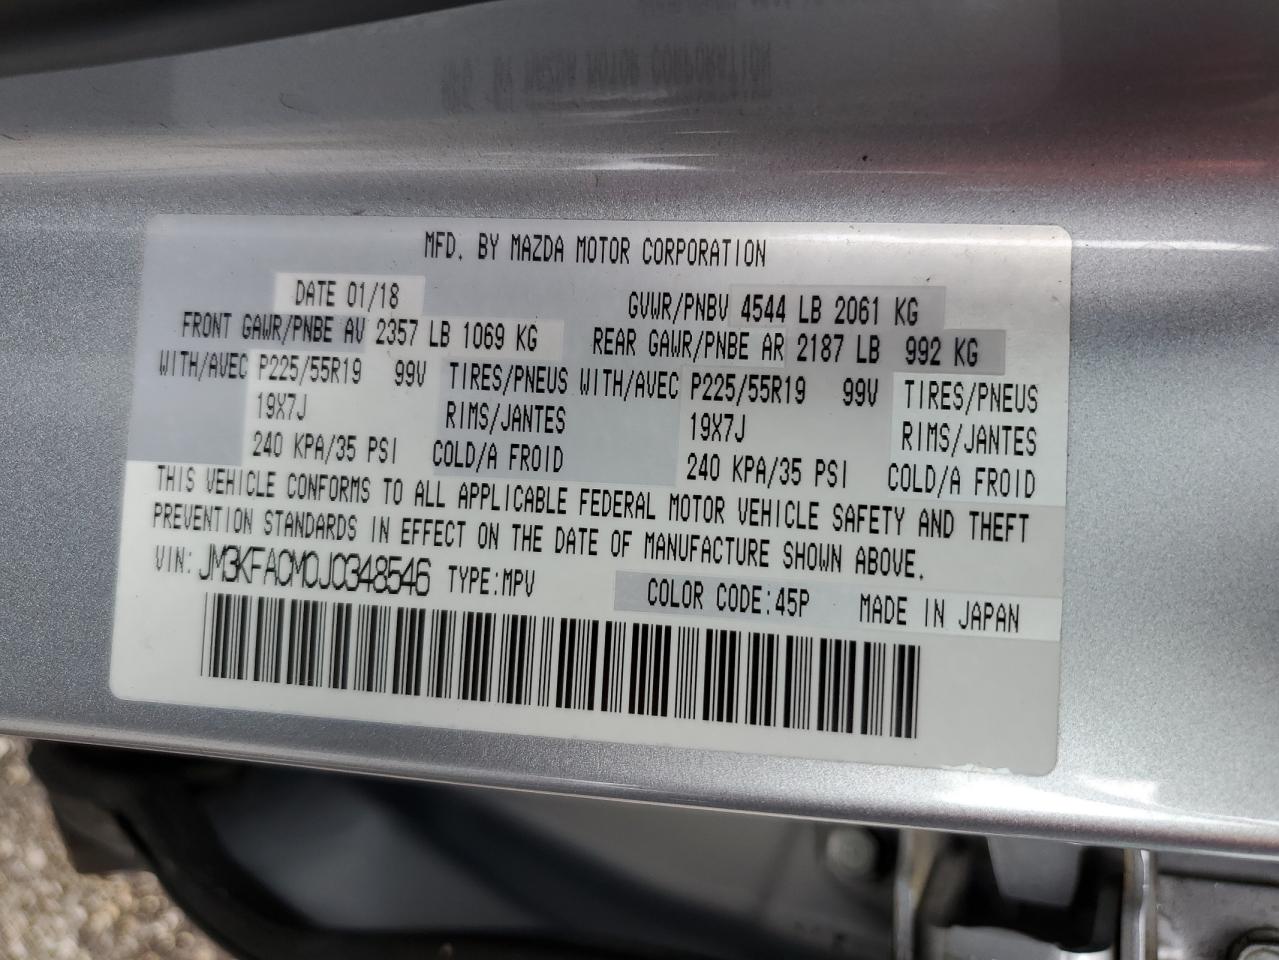 MFD. BY MAZDA MOTOR CORPORATION
DATE 01/18 GVWR/PNBV 4544 LB 2061 KG
FRONT GAWR/PNBE AV 2357 LB 1069 KG REAR GAWR/PNBE AR 2187 LB 992 KG
WITH/AVEC P225/55R19 99V TIRES/PNEUS WITH/AVEC P225/55R19 99V TIRES/PNEUS
19X7J RIMS/JANTES 19X7J RIMS/JANTES
240 KPA/35 PSI COLD/A FROID 240 KPA/35 PSI COLD/A FROID
THIS VEHICLE CONFORMS TO ALL APPLICABLE FEDERAL MOTOR VEHICLE SAFETY AND THEFT
PREVENTION STANDARDS IN EFFECT ON THE DATE OF MANUFACTURE SHOWN ABOVE.
VIN: JM3KFACM0J0348546 TYPE:MPV COLOR CODE:45P MADE IN JAPAN